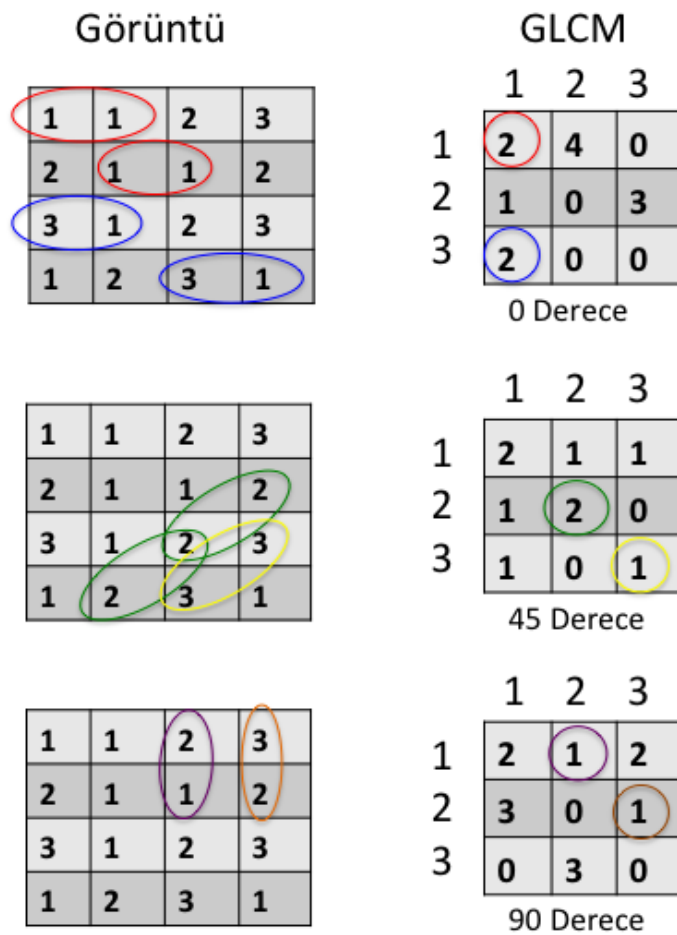 Görüntü GLCM
1 2 3
1 1 2 3
1 2 4 0
2 1 1 2
2 1 0 3
3 1 2 3
3 2 0 0
1 2 3 1
0 Derece
1 2 3
1 1 2 3
1 2 1 1
2 1 1 2
2 1 2 0
3 1 2 3
3 1 0 1
1 2 3 1
45 Derece
1 2 3
1 1 2 3
1 2 1 2
2 1 1 2
2 3 0 1
3 1 2 3
3 0 3 0
1 2 3 1
90 Derece